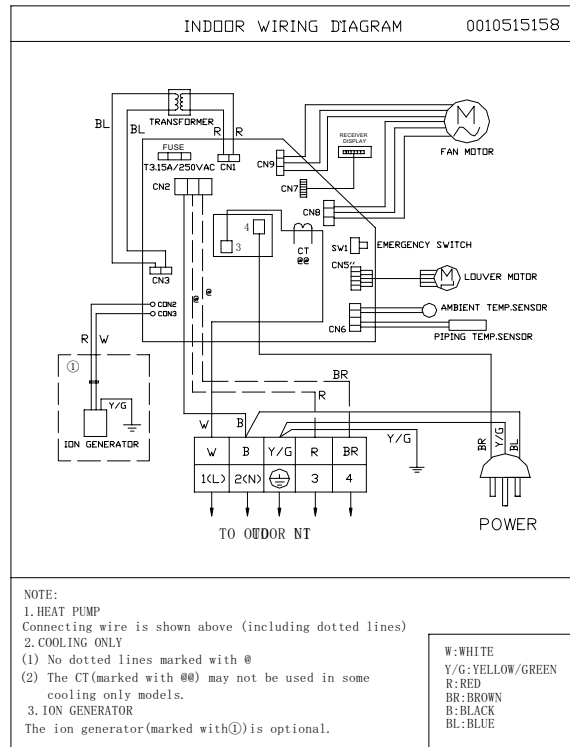 INDOOR WIRING DIAGRAM 0010515158
BL
BL
TRANSFORMER
R
R
FUSE
T3.15A/250VAC
CN1
CN2
CN9
RECEIVER
DISPLAY
CN7
FAN MOTOR
CN8
4
3
CT
@@
SW1
EMERGENCY SWITCH
CN5''
LOUVER MOTOR
CN3
@
@
CON2
CON3
CN6
AMBIENT TEMP.SENSOR
PIPING TEMP.SENSOR
R
W
①
Y/G
ION GENERATOR
BR
R
W
B
Y/G
BR
Y/G
BL
W B Y/G R BR
1(L) 2(N) 3 4
TO OUTDOOR UNIT
POWER
NOTE:
1.HEAT PUMP
Connecting wire is shown above (including dotted lines)
2.COOLING ONLY
(1) No dotted lines marked with @
(2) The CT(marked with @@) may not be used in some
cooling only models.
3.ION GENERATOR
The ion generator(marked with①)is optional.
W:WHITE
Y/G:YELLOW/GREEN
R:RED
BR:BROWN
B:BLACK
BL:BLUE